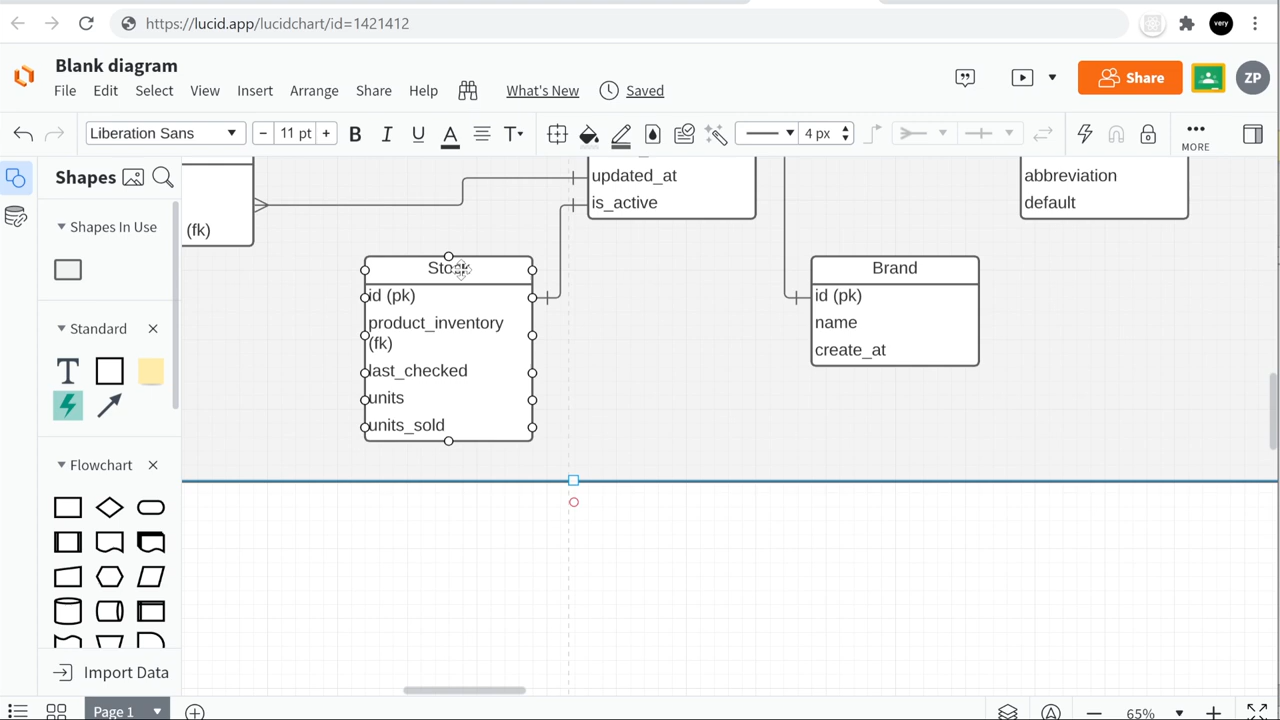 https://lucid.app/lucidchart/id=1421412
very
Blank diagram
File Edit Select View Insert Arrange Share Help What's New Saved
Share
ZP
Liberation Sans
− 11 pt +
B I U A T
4 px
MORE
Shapes
Shapes In Use
Standard
T
Flowchart
Import Data
(fk)
updated_at
is_active
abbreviation
default
Stock
id (pk)
product_inventory
(fk)
last_checked
units
units_sold
Brand
id (pk)
name
create_at
Page 1
65%